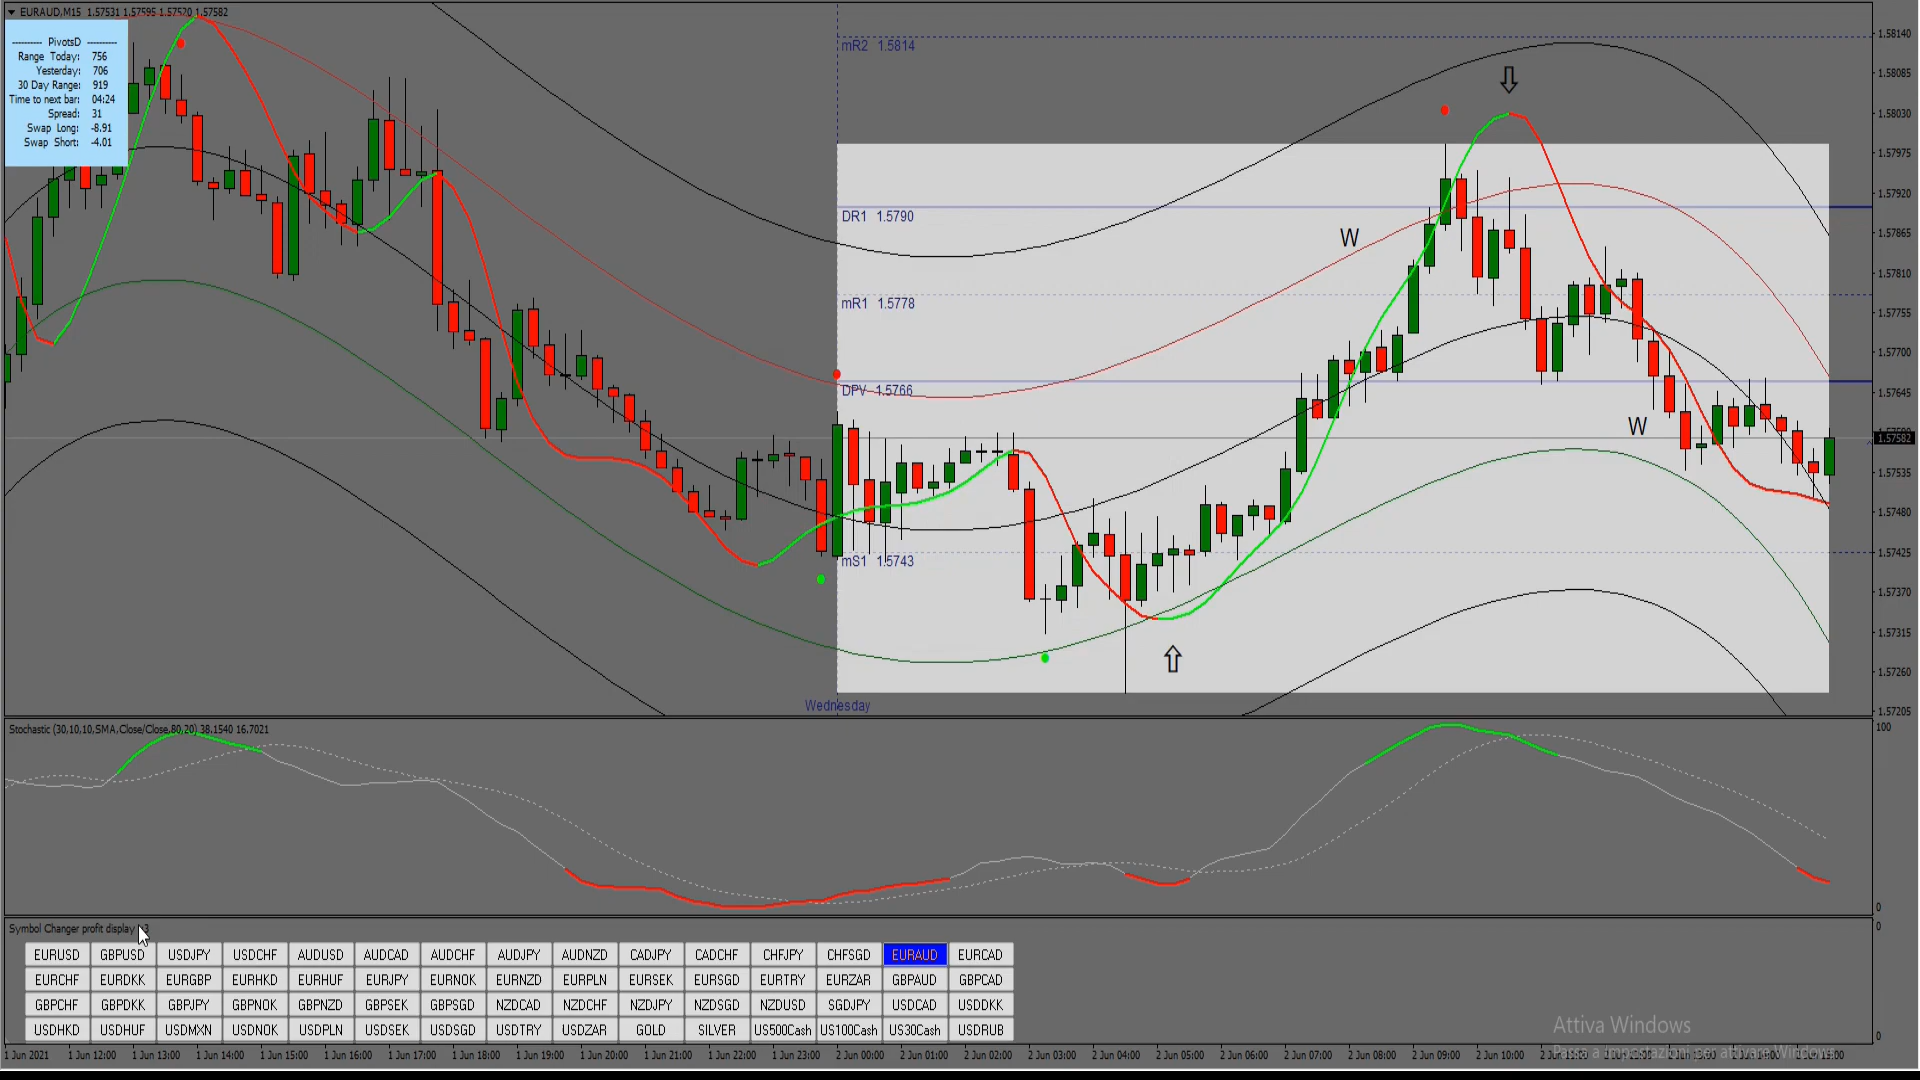 EURAUD,M15 1.57531 1.57595 1.57520 1.57582
---------- PivotsD ----------
Range Today: 756
Yesterday: 706
30 Day Range: 919
Time to next bar: 04:24
Spread: 31
Swap Long: -8.91
Swap Short: -4.01
mR2 1.5814
DR1 1.5790
mR1 1.5778
DPV 1.5766
mS1 1.5743
W
W
Wednesday
1.58140
1.58085
1.58030
1.57975
1.57920
1.57865
1.57810
1.57755
1.57700
1.57645
1.57582
1.57535
1.57480
1.57425
1.57370
1.57315
1.57260
1.57205
Stochastic (30,10,10,SMA,Close/Close,80,20) 38.1540 16.7021
100
0
Symbol Changer profit display
0
0
EURUSD GBPUSD USDJPY USDCHF AUDUSD AUDCAD AUDCHF AUDJPY AUDNZD CADJPY CADCHF CHFJPY CHFSGD EURAUD EURCAD
EURCHF EURDKK EURGBP EURHKD EURHUF EURJPY EURNOK EURNZD EURPLN EURSEK EURSGD EURTRY EURZAR GBPAUD GBPCAD
GBPCHF GBPDKK GBPJPY GBPNOK GBPNZD GBPSEK GBPSGD NZDCAD NZDCHF NZDJPY NZDSGD NZDUSD SGDJPY USDCAD USDDKK
USDHKD USDHUF USDMXN USDNOK USDPLN USDSEK USDSGD USDTRY USDZAR GOLD SILVER US500Cash US100Cash US30Cash USDRUB
Attiva Windows
Passa a impostazioni per attivare Windows.
1 Jun 2021 1 Jun 12:00 1 Jun 13:00 1 Jun 14:00 1 Jun 15:00 1 Jun 16:00 1 Jun 17:00 1 Jun 18:00 1 Jun 19:00 1 Jun 20:00 1 Jun 21:00 1 Jun 22:00 1 Jun 23:00 2 Jun 00:00 2 Jun 01:00 2 Jun 02:00 2 Jun 03:00 2 Jun 04:00 2 Jun 05:00 2 Jun 06:00 2 Jun 07:00 2 Jun 08:00 2 Jun 09:00 2 Jun 10:00